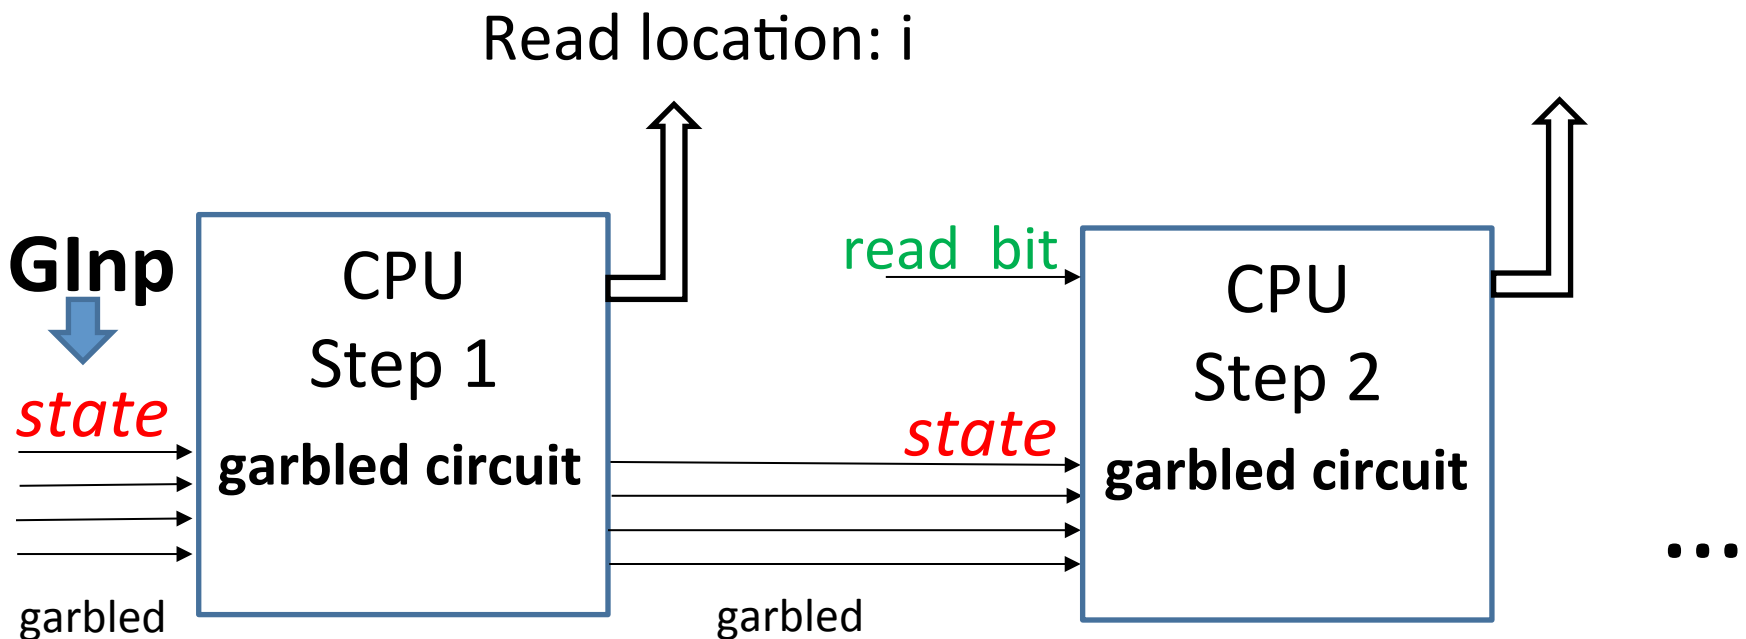 Read location: i
GInp
state
garbled
CPU
Step 1
garbled circuit
read bit
state
garbled
CPU
Step 2
garbled circuit
...